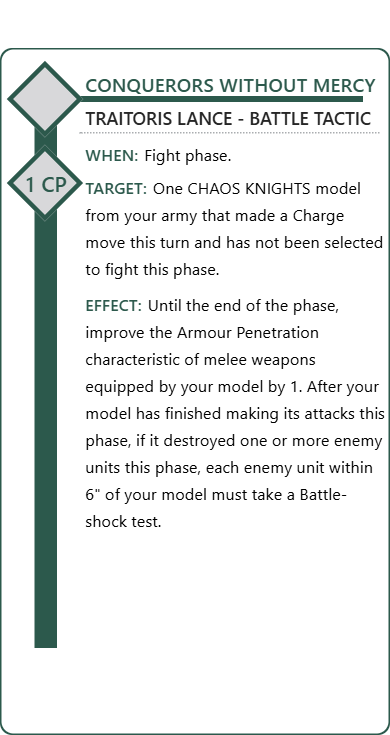 CONQUERORS WITHOUT MERCY
TRAITORIS LANCE - BATTLE TACTIC
WHEN: Fight phase.
1 CP
TARGET: One CHAOS KNIGHTS model
from your army that made a Charge
move this turn and has not been selected
to fight this phase.
EFFECT: Until the end of the phase,
improve the Armour Penetration
characteristic of melee weapons
equipped by your model by 1. After your
model has finished making its attacks this
phase, if it destroyed one or more enemy
units this phase, each enemy unit within
6" of your model must take a Battle-
shock test.